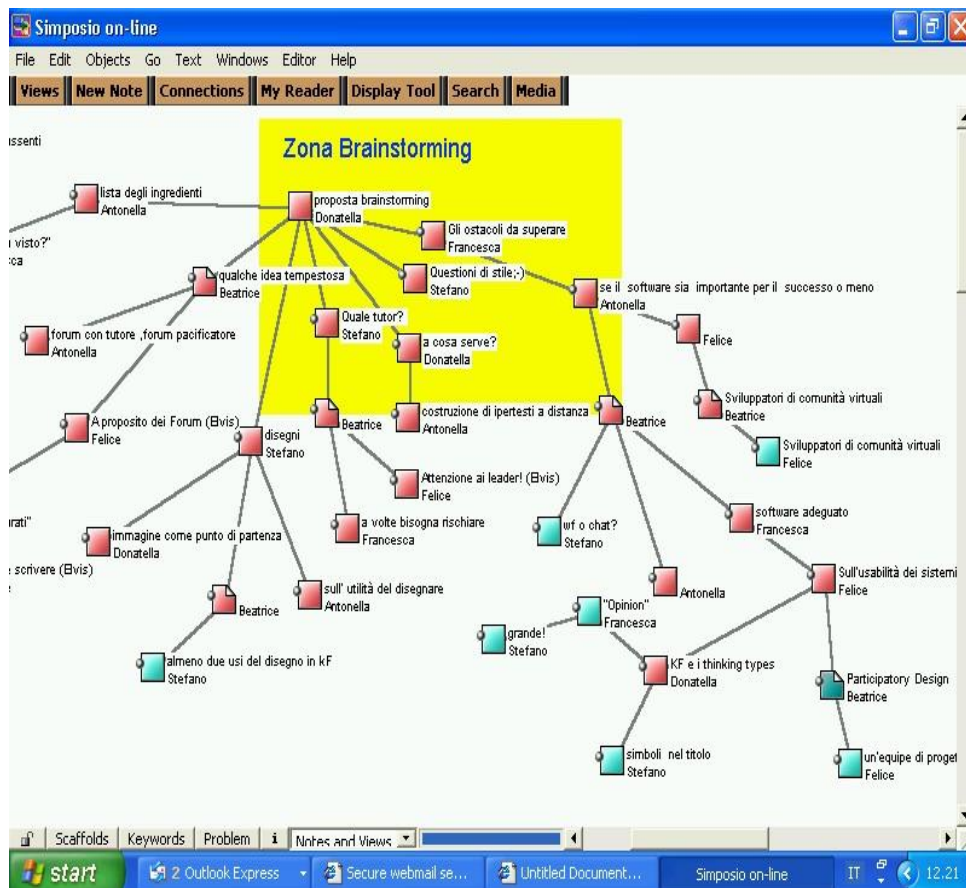 Simposio on-line
File Edit Objects Go Text Windows Editor Help
Views New Note Connections My Reader Display Tool Search Media
Zona Brainstorming
lista degli ingredienti
Antonella
proposta brainstorming
Donatella
Gli ostacoli da superare
Francesca
visto?"
qualche idea tempestosa
Beatrice
Questioni di stile;-)
Stefano
se il software sia importante per il successo o meno
Antonella
forum con tutore ,forum pacificatore
Antonella
Quale tutor?
Stefano
a cosa serve?
Donatella
Felice
A proposito dei Forum (Elvis)
Felice
disegni
Stefano
Beatrice
costruzione di ipertesti a distanza
Antonella
Beatrice
Sviluppatori di comunità virtuali
Beatrice
Sviluppatori di comunità virtuali
Felice
Attenzione ai leader! (Elvis)
Felice
immagine come punto di partenza
Donatella
a volte bisogna rischiare
Francesca
wf o chat?
Stefano
software adeguato
Francesca
scrivere (Elvis)
Beatrice
sull' utilità del disegnare
Antonella
"Opinion"
Francesca
Antonella
Sull'usabilità dei sistemi
Felice
grande!
Stefano
almeno due usi del disegno in kF
Stefano
KF e i thinking types
Donatella
Participatory Design
Beatrice
simboli nel titolo
Stefano
un'equipe di proget
Felice
Scaffolds Keywords Problem i Notes and Views
start 2 Outlook Express Secure webmail se... Untitled Document... Simposio on-line IT 12.21